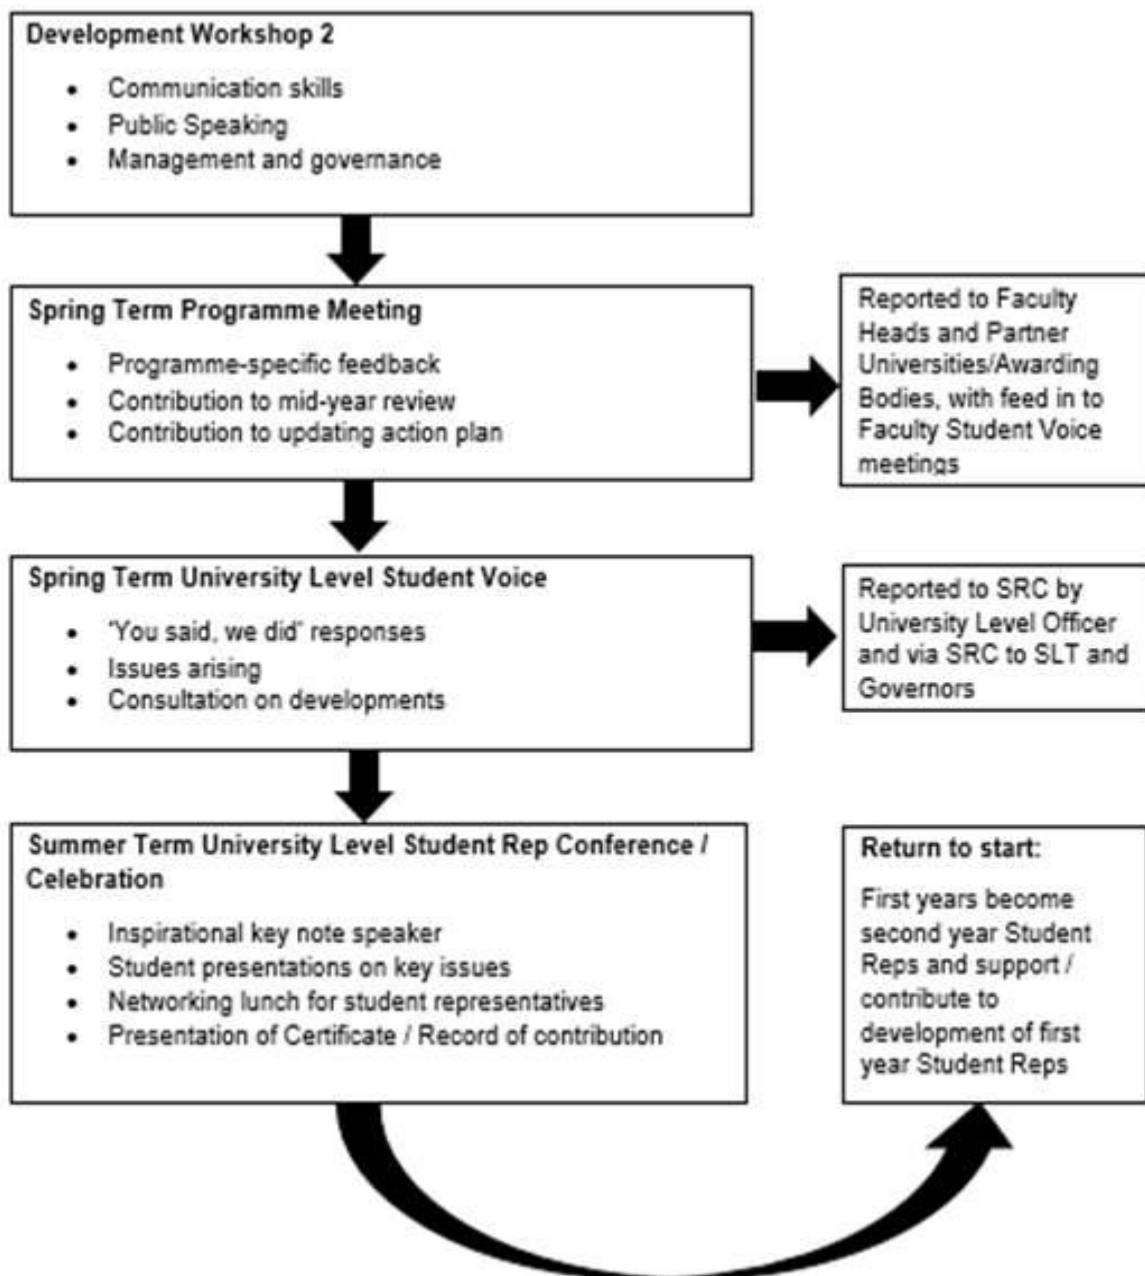 Development Workshop 2
• Communication skills
• Public Speaking
• Management and governance
Spring Term Programme Meeting
• Programme-specific feedback
• Contribution to mid-year review
• Contribution to updating action plan
Reported to Faculty
Heads and Partner
Universities/Awarding
Bodies, with feed in to
Faculty Student Voice
meetings
Spring Term University Level Student Voice
• 'You said, we did' responses
• Issues arising
• Consultation on developments
Reported to SRC by
University Level Officer
and via SRC to SLT and
Governors
Summer Term University Level Student Rep Conference /
Celebration
• Inspirational key note speaker
• Student presentations on key issues
• Networking lunch for student representatives
• Presentation of Certificate / Record of contribution
Return to start:
First years become
second year Student
Reps and support /
contribute to
development of first
year Student Reps